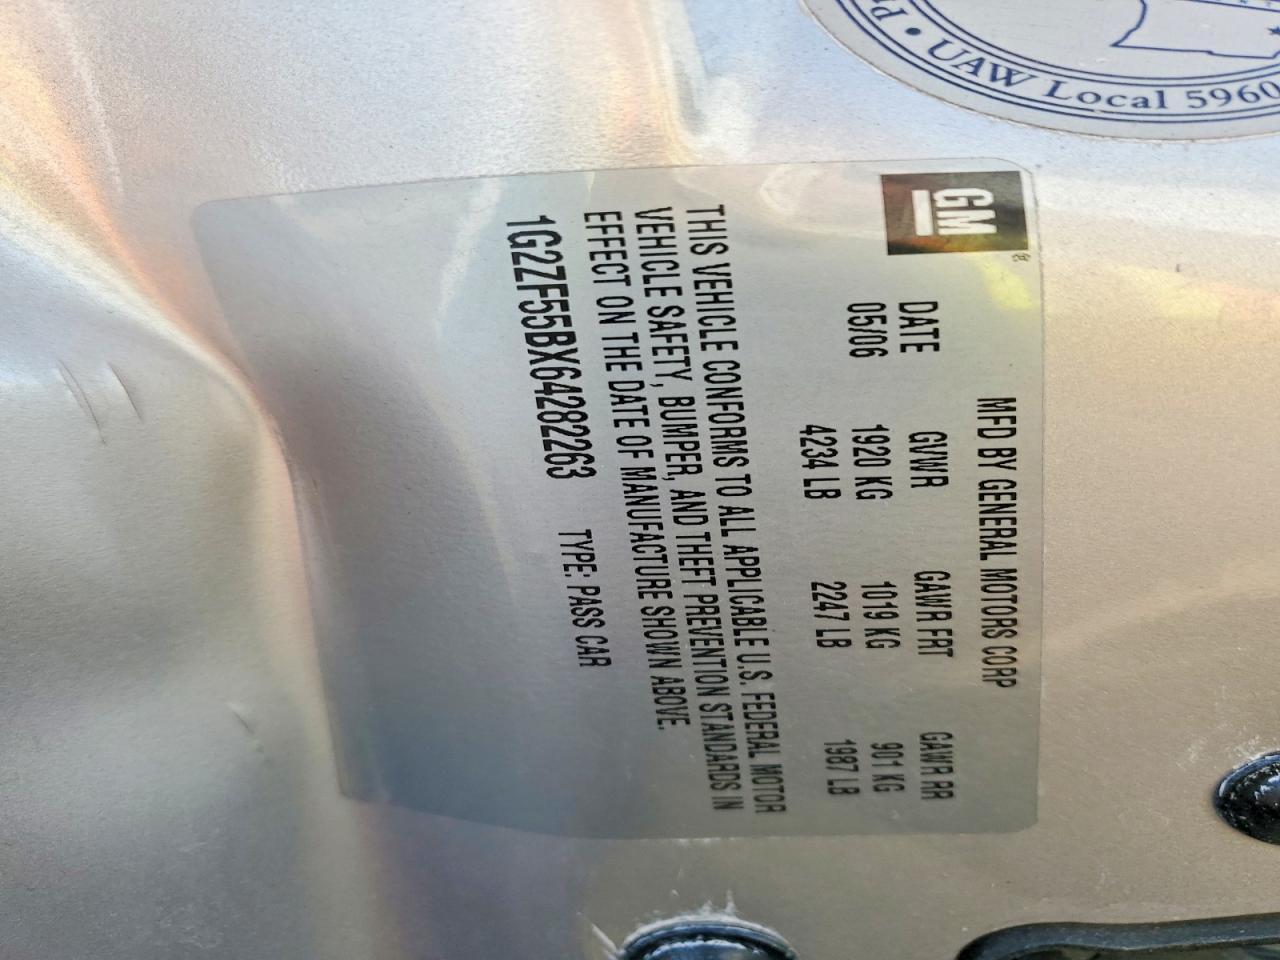 UAW Local 5960
GM
MFD BY GENERAL MOTORS CORP
DATE GVWR GAWR FRT GAWR RR
05/06 1920 KG 1019 KG 901 KG
4234 LB 2247 LB 1987 LB
THIS VEHICLE CONFORMS TO ALL APPLICABLE U.S. FEDERAL MOTOR
VEHICLE SAFETY, BUMPER, AND THEFT PREVENTION STANDARDS IN
EFFECT ON THE DATE OF MANUFACTURE SHOWN ABOVE.
1G2ZF55BX64282263 TYPE: PASS CAR